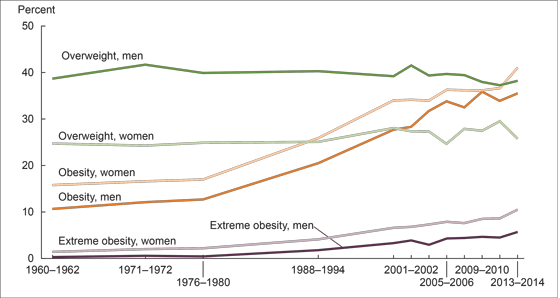 Percent
50
40
30
20
10
0
Overweight, men
Overweight, women
Obesity, women
Obesity, men
Extreme obesity, women
Extreme obesity, men
1960–1962
1971–1972
1976–1980
1988–1994
2001–2002
2005–2006
2009–2010
2013–2014